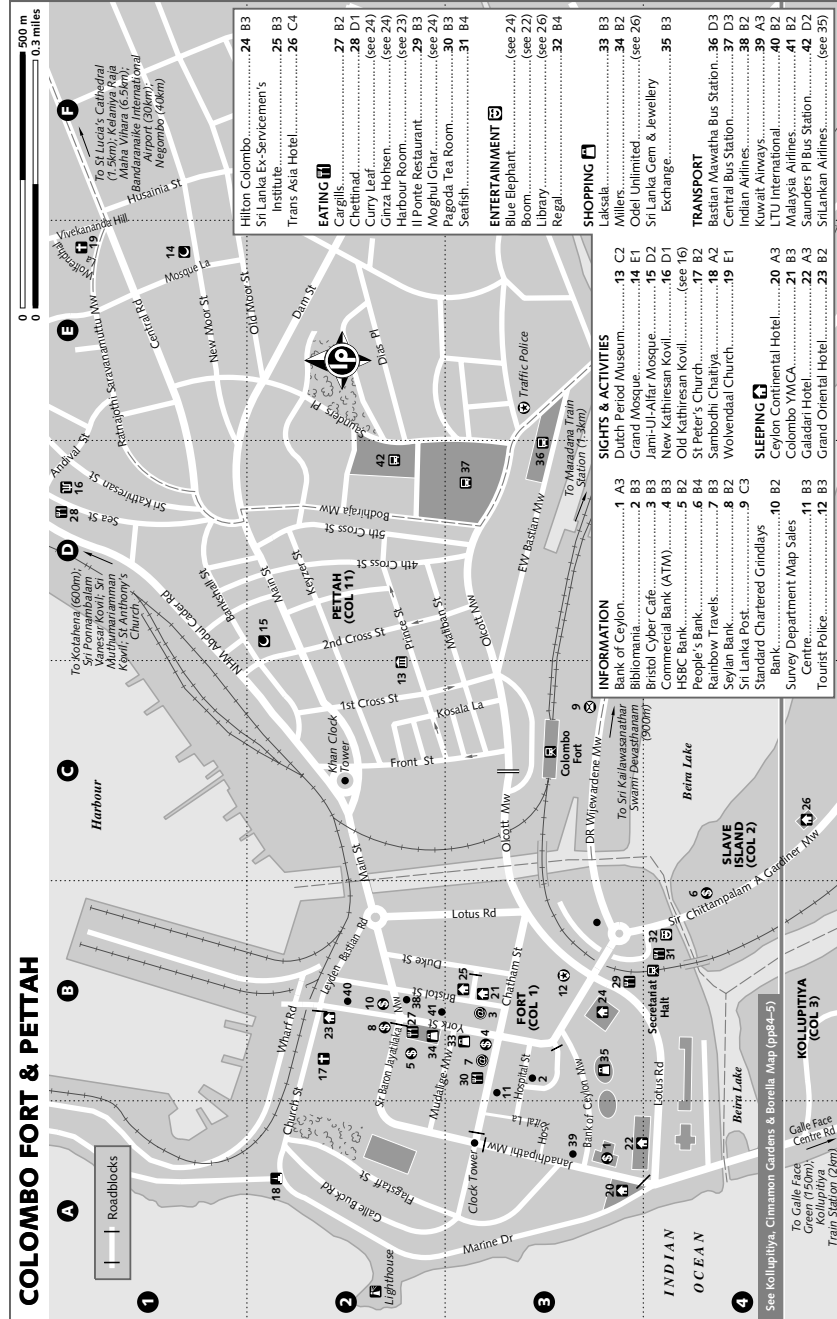 COLOMBO FORT & PETTAH
0 500 m
0 0.3 miles
A
B
C
D
E
F
1
2
3
4
Roadblocks
Harbour
To Kotahena (600m);
Sri Ponnambalam
Vanesar Kovil; Sri
Muthumariamman
Kovil; St Anthony's
Church
To St Lucia's Cathedral
(1.5km); Kelaniya Raja
Maha Vihara (6.5km);
Bandaranaike International
Airport (30km);
Negombo (40km)
Vivekananda Hill
Wolfendhal La
Husainia St
Mosque La
Andival St
Ratnajothi Saravanamuttu Mw
Central Rd
New Moor St
Old Moor St
Dam St
Dias Pl
Saunders Pl
Sri Kathiresan St
Sea St
NHM Abdul Cader Rd
Bankshall St
Main St
Keyzer St
Prince St
Maliban St
Olcott Mw
Bodhiraja Mw
5th Cross St
4th Cross St
2nd Cross St
1st Cross St
Kosala La
Front St
PETTAH
(COL 11)
Khan Clock
Tower
Traffic Police
EW Bastian Mw
To Maradana Train
Station (1.3km)
Main St
Olcott Mw
Colombo
Fort
DR Wijewardene Mw
To Sri Kailawasanathar
Swami Devasthanam
(900m)
Beira Lake
SLAVE
ISLAND
(COL 2)
Sir Chittampalam A Gardiner Mw
Wharf Rd
Leyden Bastian Rd
Church St
Lotus Rd
Duke St
Bristol St
York St
Chatham St
Sir Baron Jayatilaka Mw
Mudalige Mw
Hospital St
Hospital La
FORT
(COL 1)
Bank of Ceylon Mw
Janadhipathi Mw
Lotus Rd
Secretariat
Halt
Flagstaff St
Galle Buck Rd
Clock Tower
Marine Dr
Lighthouse
INDIAN
OCEAN
Beira Lake
KOLLUPITIYA
(COL 3)
Galle Face
Centre Rd
To Galle Face
Green (150m);
Kollupitiya
Train Station (2km)
See Kollupitiya, Cinnamon Gardens & Borella Map (pp84–5)
INFORMATION
Bank of Ceylon 1 A3
Bibliomania 2 B3
Bristol Cyber Cafe 3 B3
Commercial Bank (ATM) 4 B3
HSBC Bank 5 B2
People's Bank 6 B4
Rainbow Travels 7 B3
Seylan Bank 8 B2
Sri Lanka Post 9 C3
Standard Chartered Grindlays
Bank 10 B2
Survey Department Map Sales
Centre 11 B3
Tourist Police 12 B3
SIGHTS & ACTIVITIES
Dutch Period Museum 13 C2
Grand Mosque 14 E1
Jami-Ul-Alfar Mosque 15 D2
New Kathiresan Kovil 16 D1
Old Kathiresan Kovil (see 16)
St Peter's Church 17 B2
Sambodhi Chaitiya 18 A2
Wolvendaal Church 19 E1
SLEEPING
Ceylon Continental Hotel 20 A3
Colombo YMCA 21 B3
Galadari Hotel 22 A3
Grand Oriental Hotel 23 B2
Hilton Colombo 24 B3
Sri Lanka Ex-Servicemen's
Institute 25 B3
Trans Asia Hotel 26 C4
EATING
Cargills 27 B2
Chettinad 28 D1
Curry Leaf (see 24)
Ginza Hohsen (see 24)
Harbour Room (see 23)
Il Ponte Restaurant 29 B3
Moghul Ghar (see 24)
Pagoda Tea Room 30 B3
Seafish 31 B4
ENTERTAINMENT
Blue Elephant (see 24)
Boom (see 22)
Library (see 26)
Regal 32 B4
SHOPPING
Laksala 33 B3
Millers 34 B2
Odel Unlimited (see 26)
Sri Lanka Gem & Jewellery
Exchange 35 B3
TRANSPORT
Bastian Mawatha Bus Station 36 D3
Central Bus Station 37 D3
Indian Airlines 38 B2
Kuwait Airways 39 A3
LTU International 40 B2
Malaysia Airlines 41 B2
Saunders Pl Bus Station 42 D2
SriLankan Airlines (see 35)